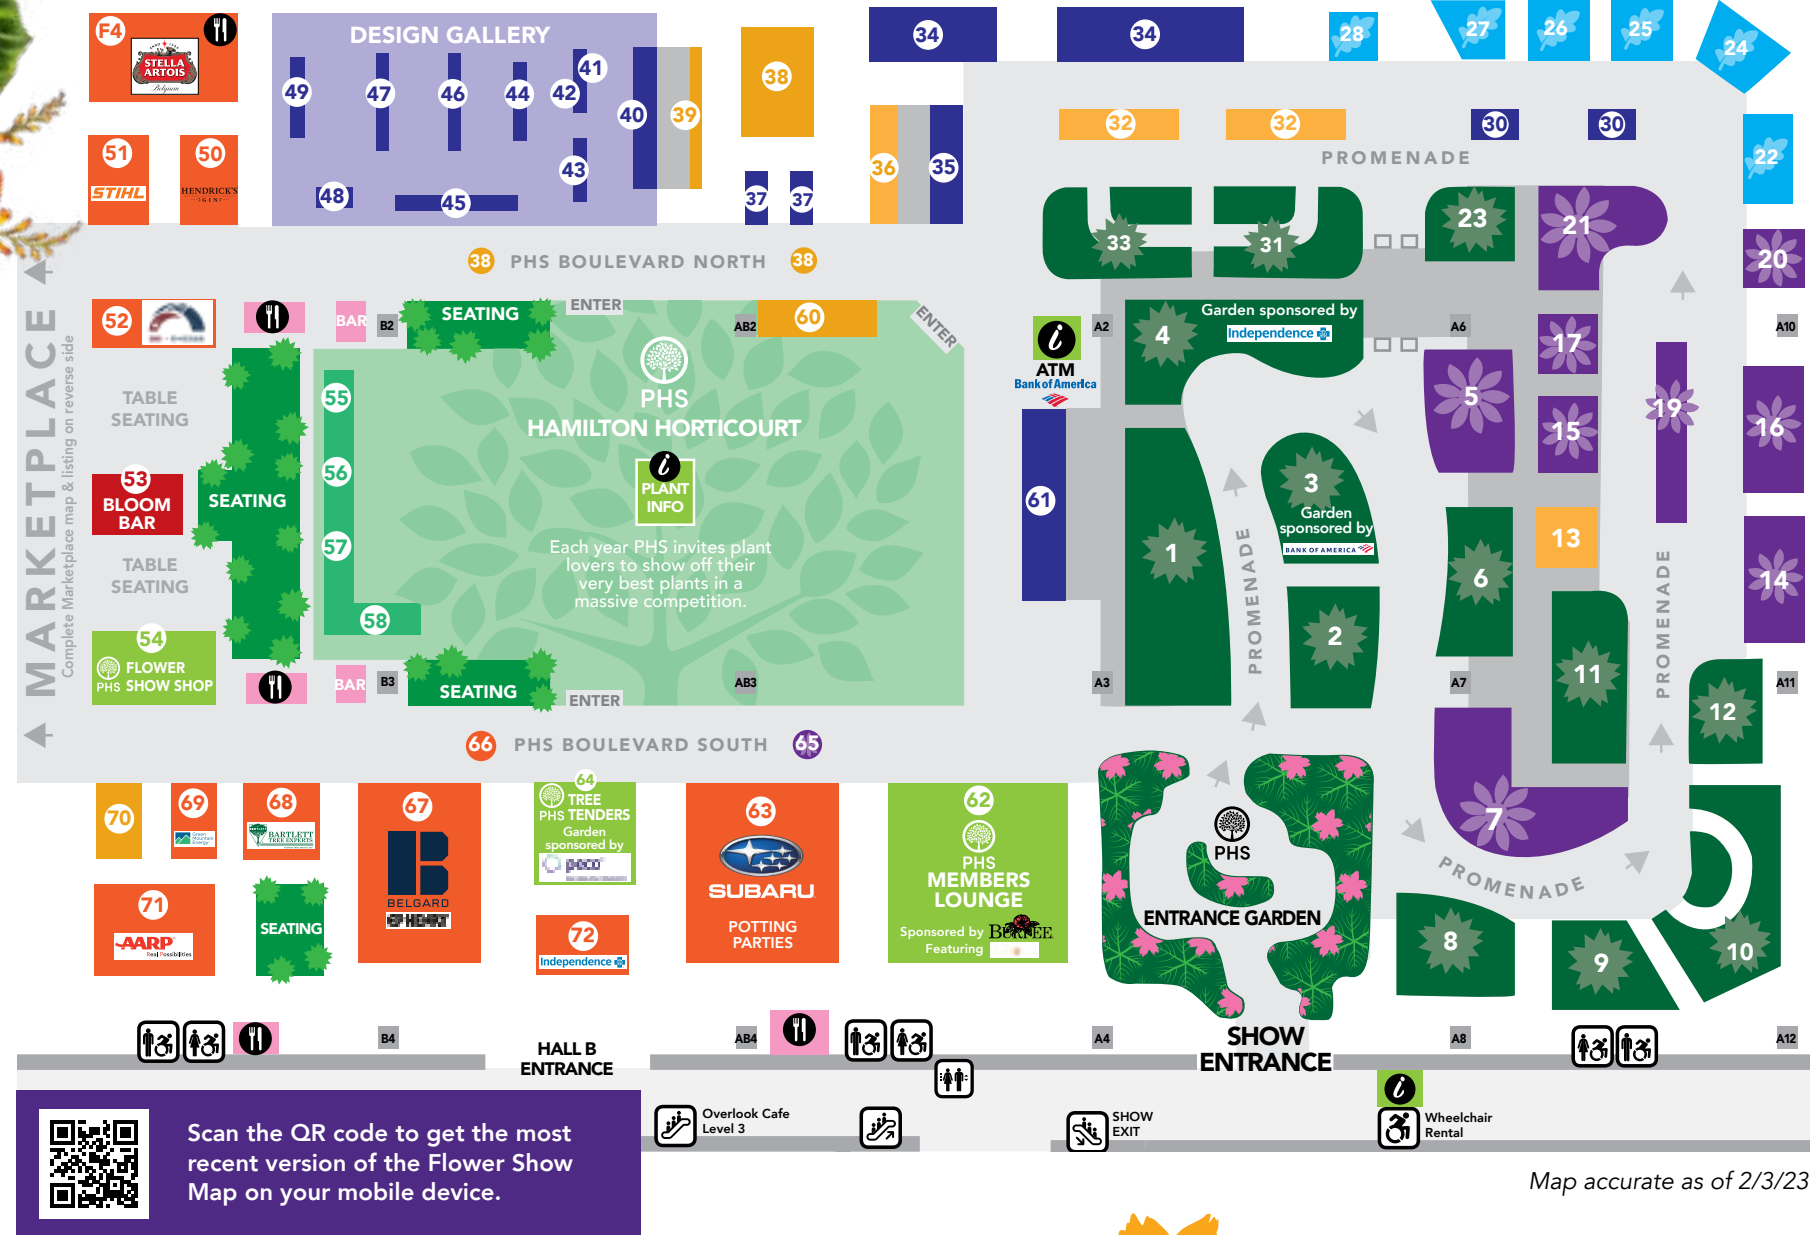 F4
STELLA
ARTOIS
Belgium
51
STIHL
50
HENDRICK'S
GIN
DESIGN GALLERY
49
47
46
44
42
41
40
39
43
48
45
38
37
37
34
34
36
35
28
27
26
25
24
32
32
30
30
22
PROMENADE
33
31
23
21
20
38
PHS BOULEVARD NORTH
38
MARKETPLACE
Complete Marketplace map & listing on reverse side
52
BAR
B2
SEATING
ENTER
AB2
60
ENTER
A2
ATM
Bank of America
4
Garden sponsored by
Independence
A6
17
A10
TABLE
SEATING
55
PHS
HAMILTON HORTICOURT
5
15
19
16
53
BLOOM
BAR
SEATING
56
PLANT
INFO
61
3
Garden
sponsored by
BANK OF AMERICA
1
57
Each year PHS invites plant
lovers to show off their
very best plants in a
massive competition.
TABLE
SEATING
13
6
14
PROMENADE
PROMENADE
58
2
54
PHS
FLOWER
SHOW SHOP
BAR
B3
SEATING
ENTER
AB3
A3
A7
11
A11
12
66
PHS BOULEVARD SOUTH
65
70
69
Green
Mountain
Energy
68
BARTLETT
TREE EXPERTS
67
BELGARD
64
PHS
TREE
TENDERS
Garden
sponsored by
peco
63
SUBARU
POTTING
PARTIES
62
PHS
MEMBERS
LOUNGE
Sponsored by BURPEE
Featuring
PHS
ENTRANCE GARDEN
7
PROMENADE
8
9
10
71
AARP
Real Possibilities
SEATING
72
Independence
B4
HALL B
ENTRANCE
AB4
A4
SHOW
ENTRANCE
A8
A12
Overlook Cafe
Level 3
SHOW
EXIT
Wheelchair
Rental
Scan the QR code to get the most
recent version of the Flower Show
Map on your mobile device.
Map accurate as of 2/3/23